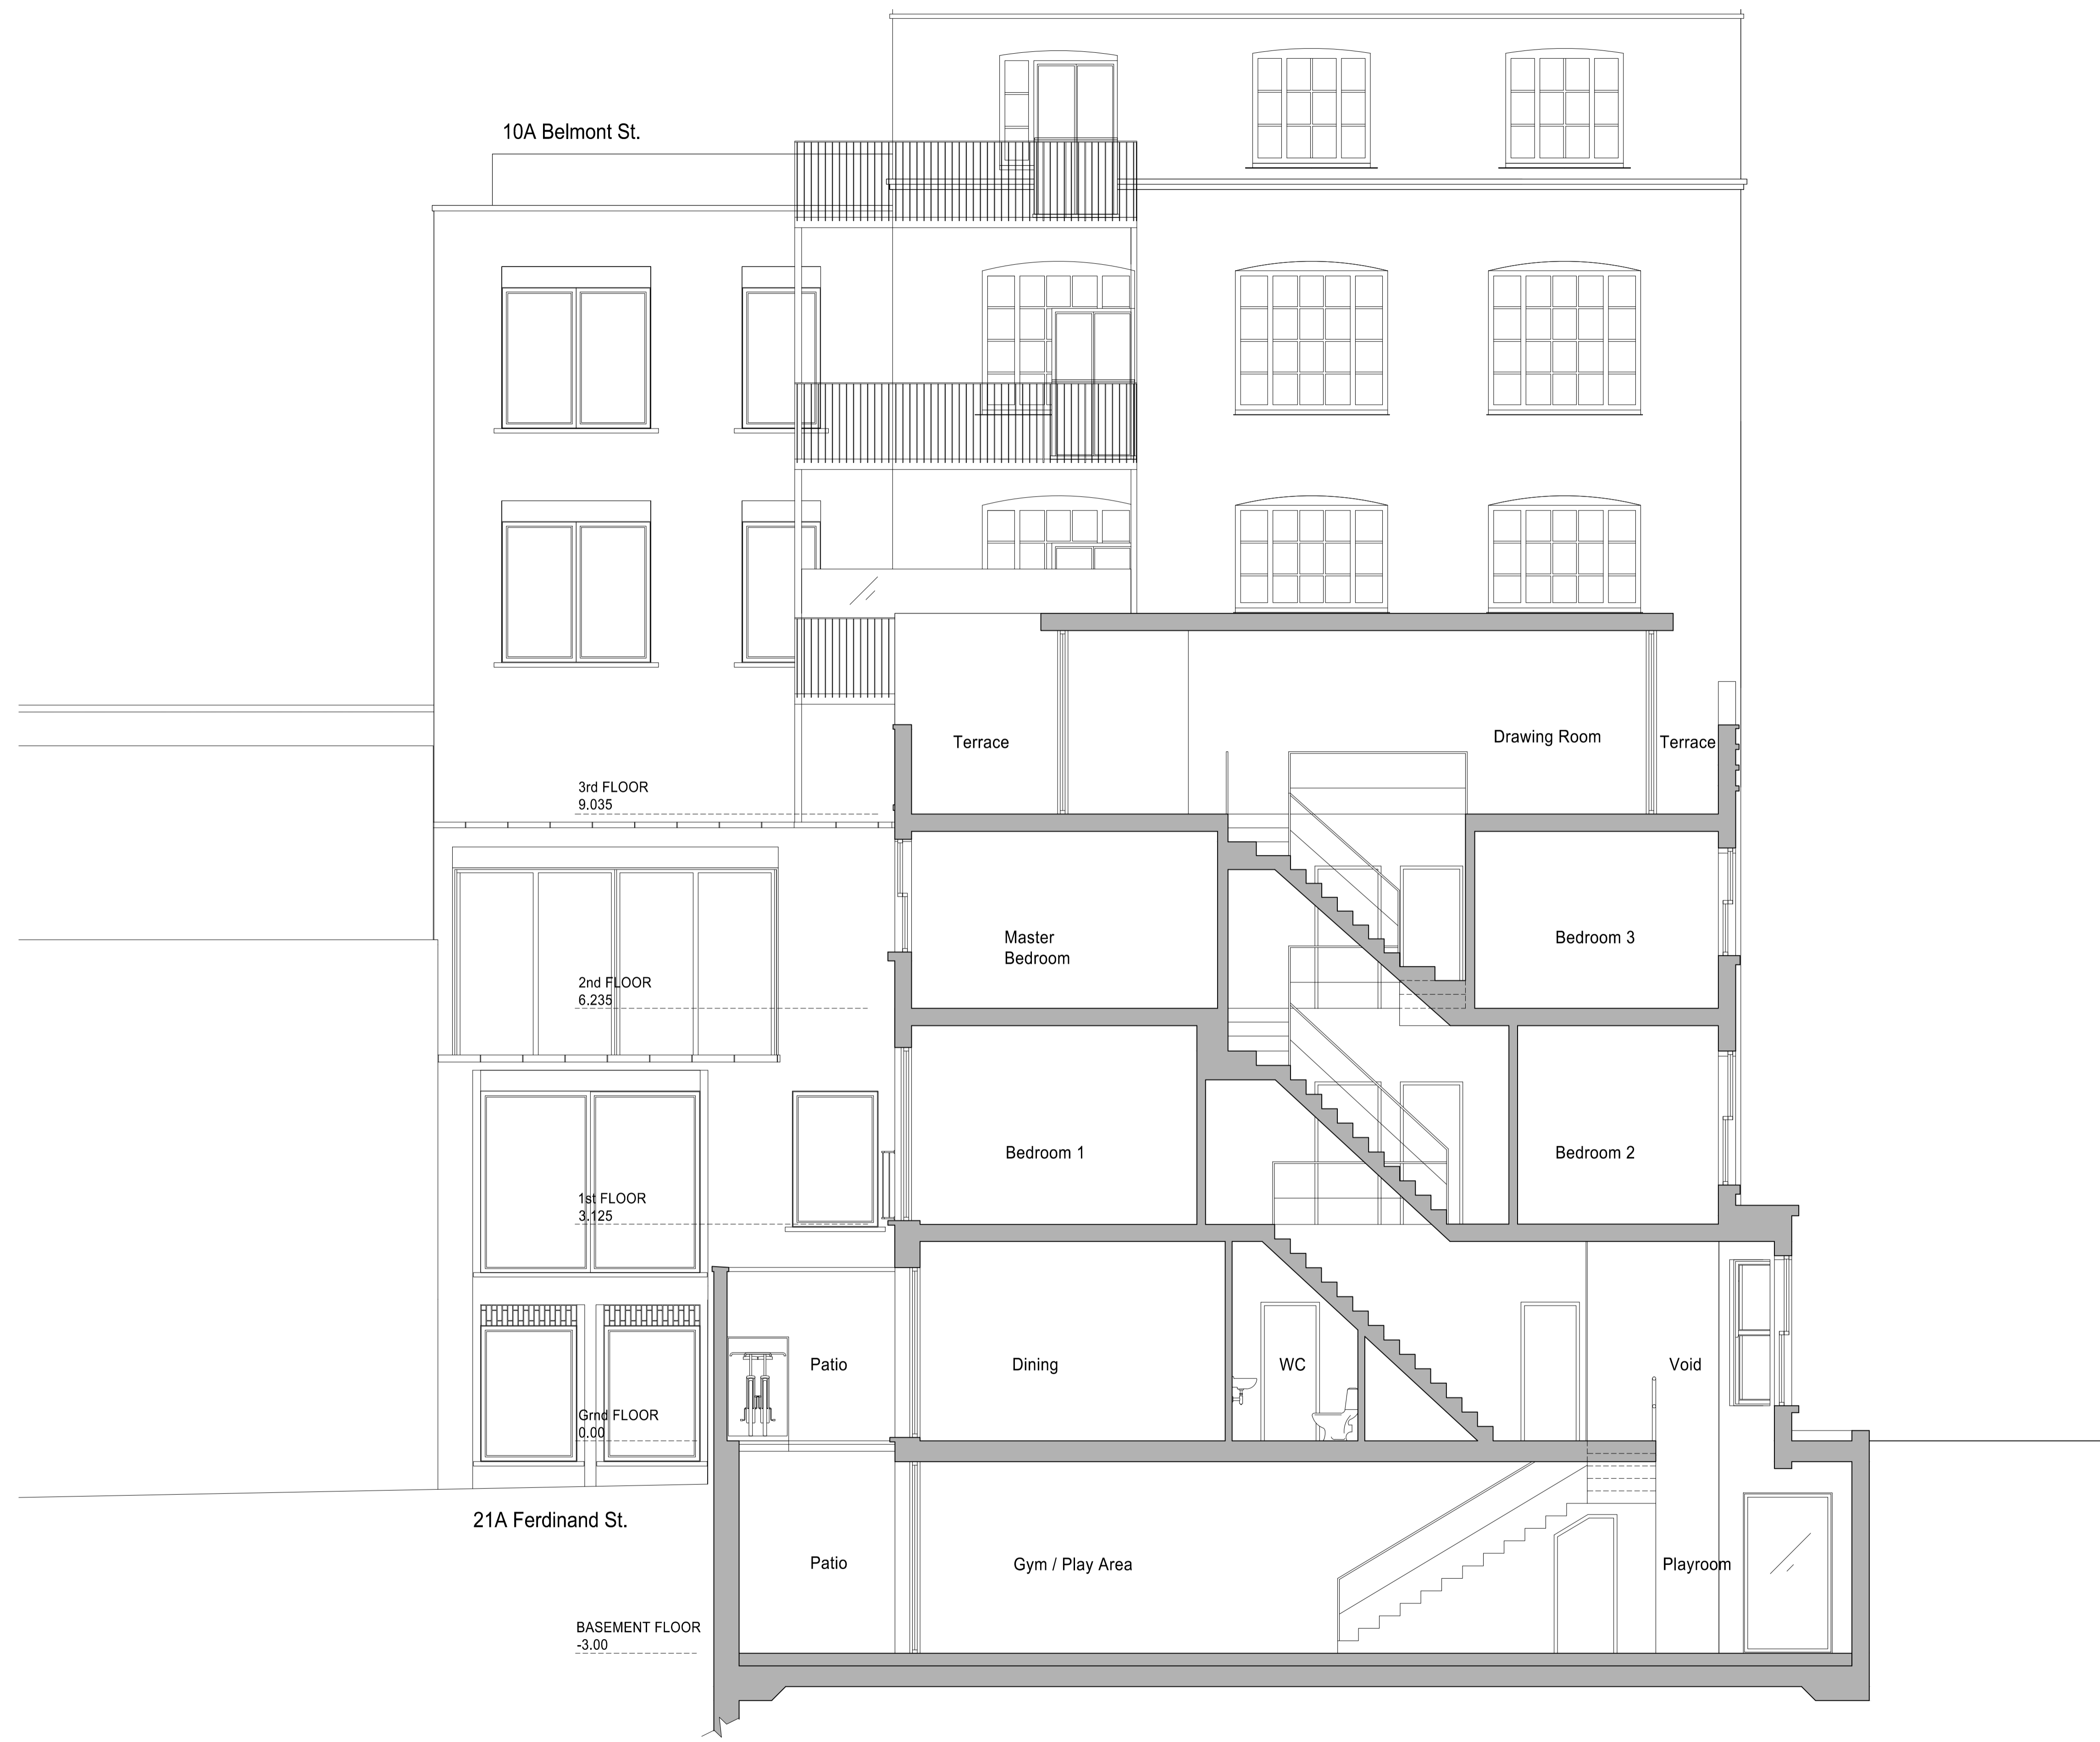 10A Belmont St.
Terrace
Drawing Room
Terrace
3rd FLOOR
9.035
Master
Bedroom
Bedroom 3
2nd FLOOR
6.235
Bedroom 1
Bedroom 2
1st FLOOR
3.125
Patio
Dining
WC
Void
Grnd FLOOR
0.00
21A Ferdinand St.
Patio
Gym / Play Area
Playroom
BASEMENT FLOOR
-3.00